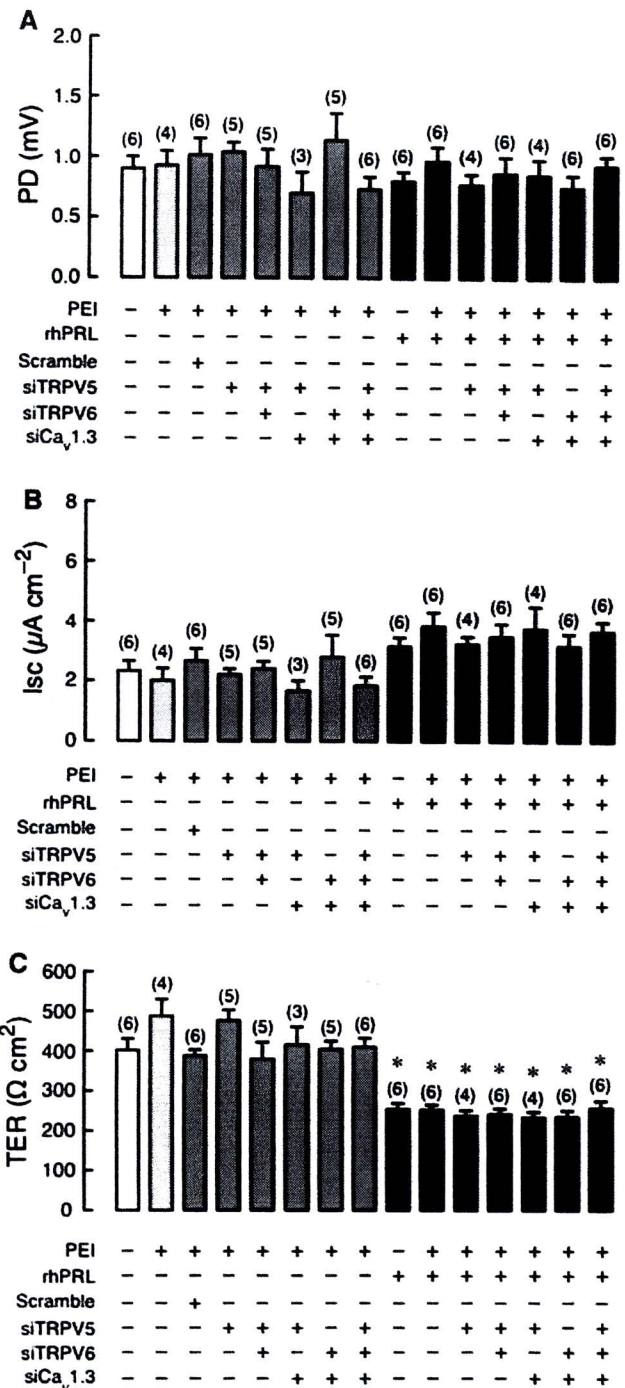 A
2.0
1.5
1.0
0.5
0.0
PD (mV)
(6) (4) (6) (5) (5) (3) (5) (6) (6) (6) (4) (6) (4) (6) (6)
PEI − + + + + + + + − + + + + + +
rhPRL − − − − − − − − + + + + + + +
Scramble − − + − − − − − − − − − − − −
siTRPV5 − − − + + + − + − − + + + − +
siTRPV6 − − − − + − + + − − − + − + +
siCav1.3 − − − − − + + + − − − − + + +
B
8
6
4
2
0
Isc (µA cm−2)
(6) (4) (6) (5) (5) (3) (5) (6) (6) (6) (4) (6) (4) (6) (6)
PEI − + + + + + + + − + + + + + +
rhPRL − − − − − − − − + + + + + + +
Scramble − − + − − − − − − − − − − − −
siTRPV5 − − − + + + − + − − + + + − +
siTRPV6 − − − − + − + + − − − + − + +
siCav1.3 − − − − − + + + − − − − + + +
C
600
500
400
300
200
100
0
TER (Ω cm2)
* * * * * * *
(6) (4) (6) (5) (5) (3) (5) (6) (6) (6) (4) (6) (4) (6) (6)
PEI − + + + + + + + − + + + + + +
rhPRL − − − − − − − − + + + + + + +
Scramble − − + − − − − − − − − − − − −
siTRPV5 − − − + + + − + − − + + + − +
siTRPV6 − − − − + − + + − − − + − + +
siCav1.3 − − − − − + + + − − − − + + +